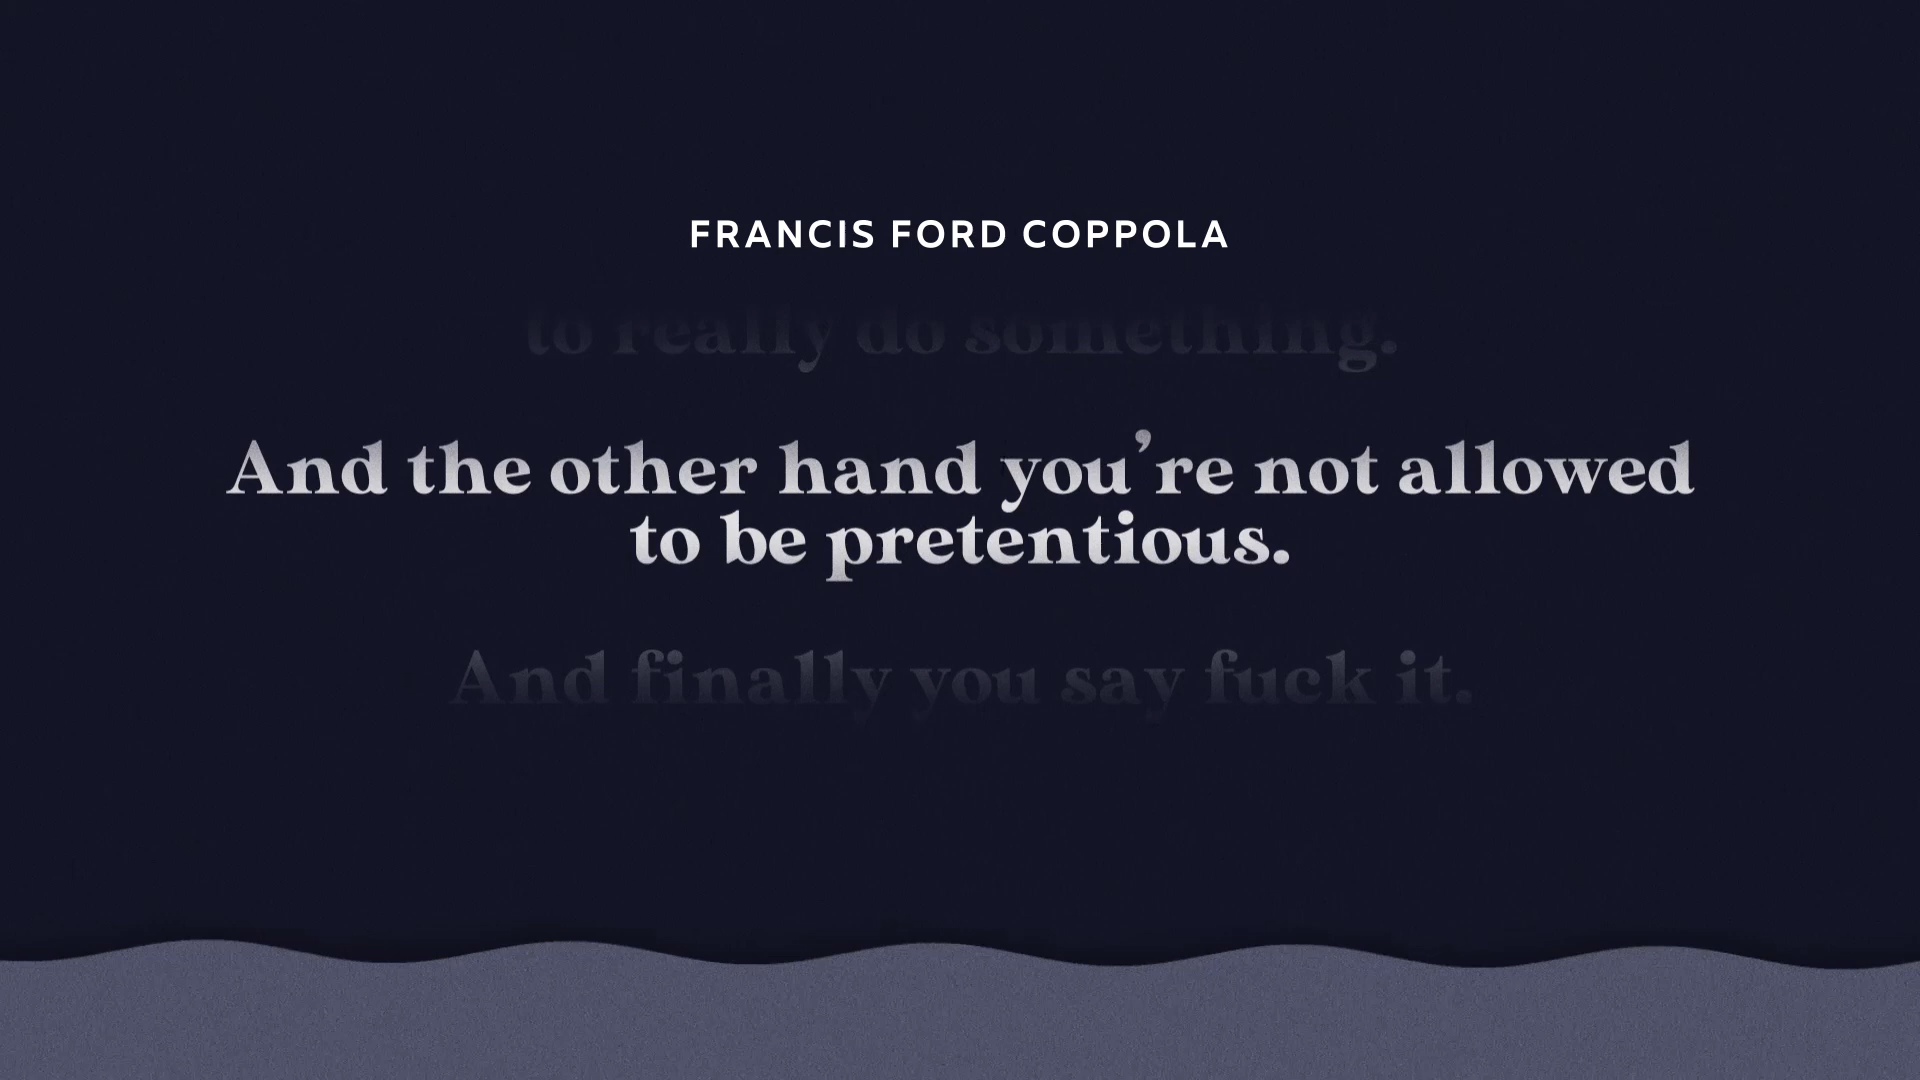 FRANCIS FORD COPPOLA
to really do something.
And the other hand you’re not allowed
to be pretentious.
And finally you say fuck it.